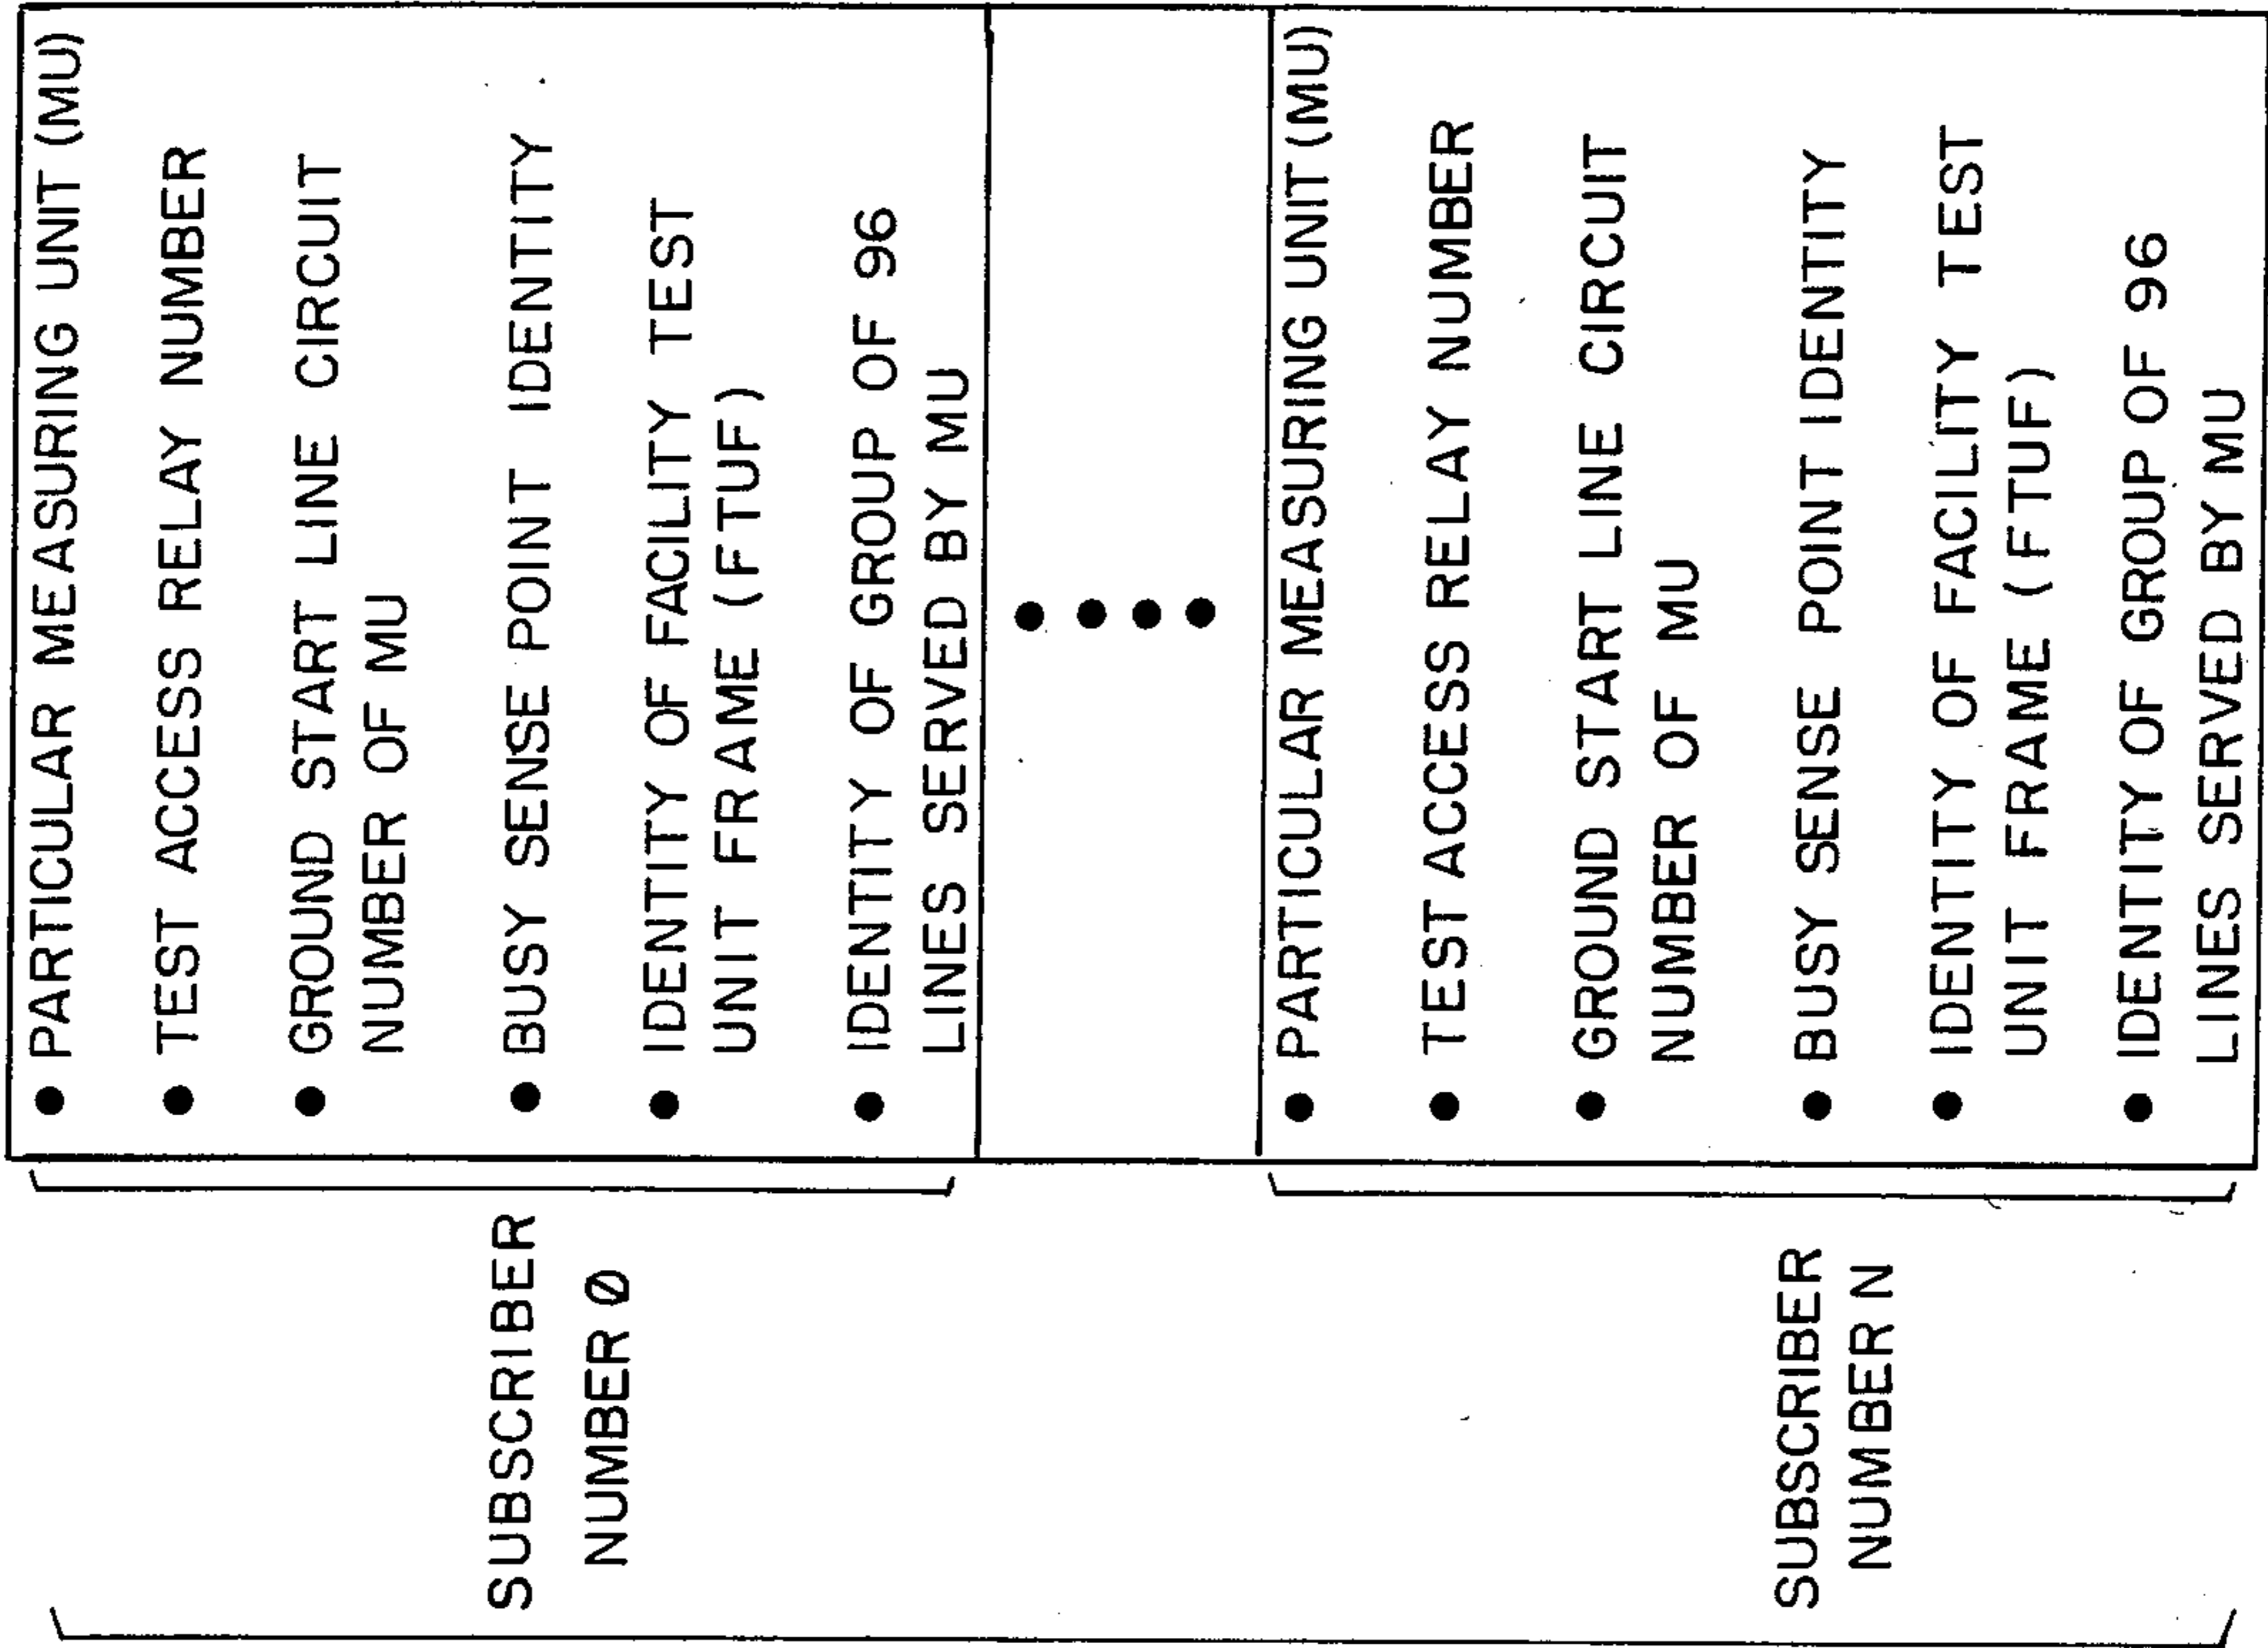 SUBSCRIBER
NUMBER 0
• PARTICULAR MEASURING UNIT (MU)
• TEST ACCESS RELAY NUMBER
• GROUND START LINE CIRCUIT
NUMBER OF MU
• BUSY SENSE POINT IDENTITY
• IDENTITY OF FACILITY TEST
UNIT FRAME (FTUF)
• IDENTITY OF GROUP OF 96
LINES SERVED BY MU
• • • •
SUBSCRIBER
NUMBER N
• PARTICULAR MEASURING UNIT (MU)
• TEST ACCESS RELAY NUMBER
• GROUND START LINE CIRCUIT
NUMBER OF MU
• BUSY SENSE POINT IDENTITY
• IDENTITY OF FACILITY TEST
UNIT FRAME (FTUF)
• IDENTITY OF GROUP OF 96
LINES SERVED BY MU